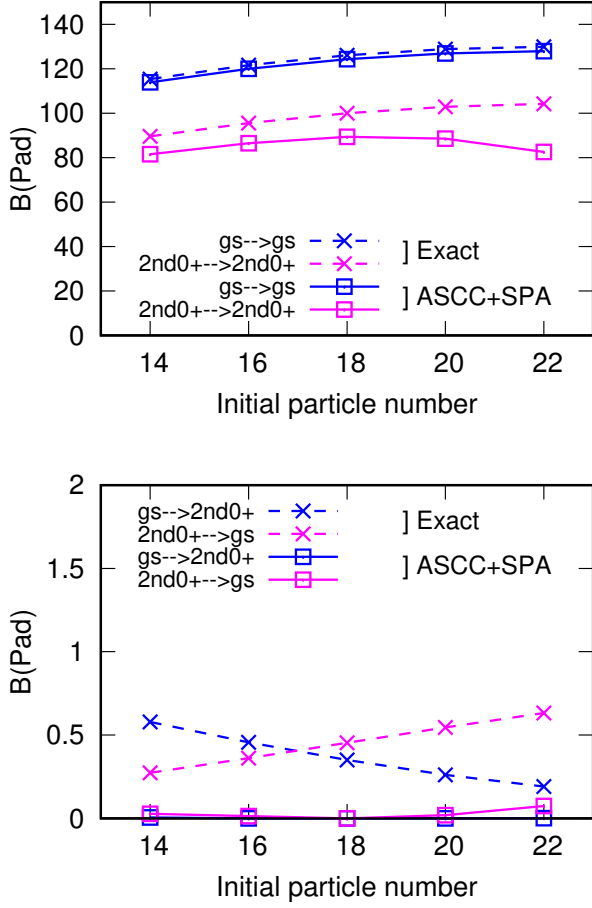 140
120
100
80
60
40
20
0
B(Pad)
gs-->gs
2nd0+-->2nd0+
gs-->gs
2nd0+-->2nd0+
] Exact
] ASCC+SPA
14 16 18 20 22
Initial particle number
2
1.5
1
0.5
0
B(Pad)
gs-->2nd0+
2nd0+-->gs
gs-->2nd0+
2nd0+-->gs
] Exact
] ASCC+SPA
14 16 18 20 22
Initial particle number